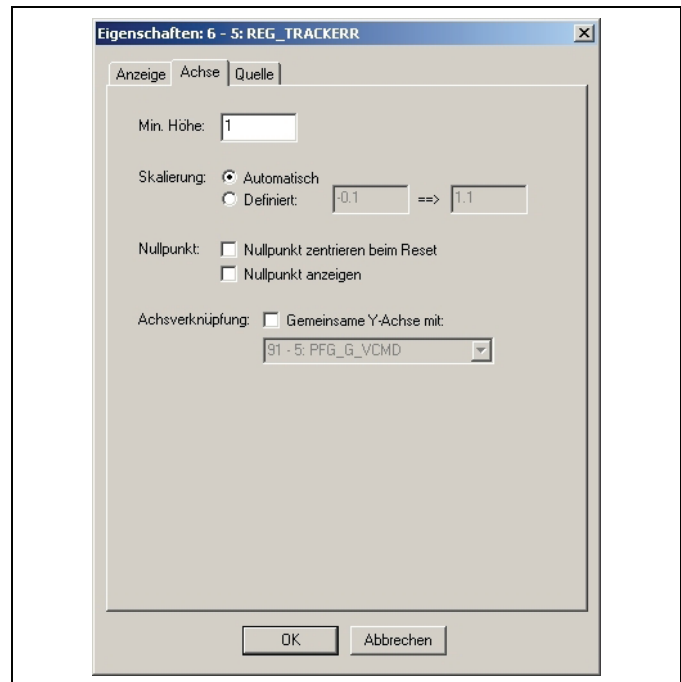 Eigenschaften: 6 - 5: REG_TRACKERR
Anzeige Achse Quelle
Min. Höhe: 1
Skalierung: Automatisch
Definiert: -0.1 ==> 1.1
Nullpunkt: Nullpunkt zentrieren beim Reset
Nullpunkt anzeigen
Achsverknüpfung: Gemeinsame Y-Achse mit:
91 - 5: PFG_G_VCMD
OK Abbrechen